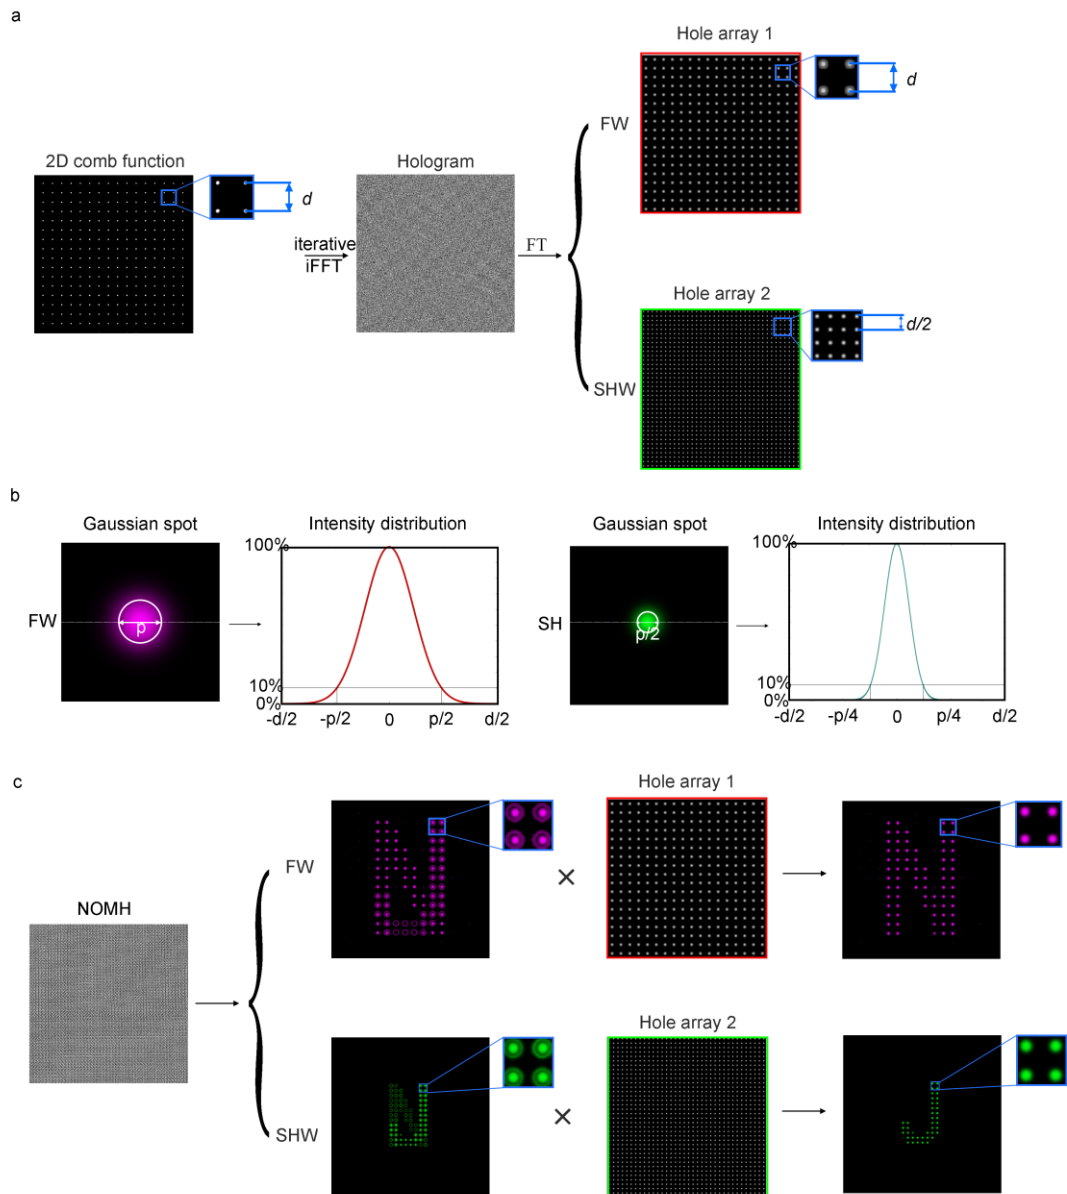 a
Hole array 1
d
FW
2D comb function
d
Hologram
iterative
iFFT
FT
Hole array 2
d/2
SHW
b
Gaussian spot
Intensity distribution
Gaussian spot
Intensity distribution
100%
100%
FW
p
SH
p/2
10%
10%
0%
0%
-d/2
-p/2
0
p/2
d/2
-d/2
-p/4
0
p/4
d/2
c
Hole array 1
FW
×
NOMH
Hole array 2
SHW
×